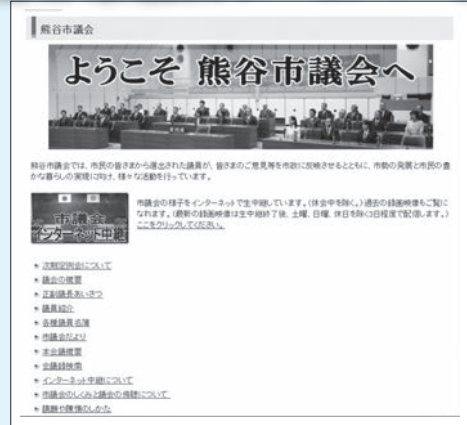 熊谷市議会
ようこそ 熊谷市議会へ
熊谷市議会では、市民の皆さまから選出された議員が、皆さまのご意見等を市政に反映させるとともに、市勢の発展と市民の豊
かな暮らしの実現に向け、様々な活動を行っています。
市議会
インターネット中継
市議会の様子をインターネットで生中継しています。(休会中を除く。)過去の録画映像もご覧に
なれます。(最新の録画映像は生中継終了後、土曜、日曜、休日を除く3日程度で配信します。)
ここをクリックしてください。
次期定例会について
議会の概要
正副議長あいさつ
議員紹介
各種議員名簿
市議会だより
本会議概要
会議録検索
インターネット中継について
市議会のしくみと議会の傍聴について
請願や陳情のしかた